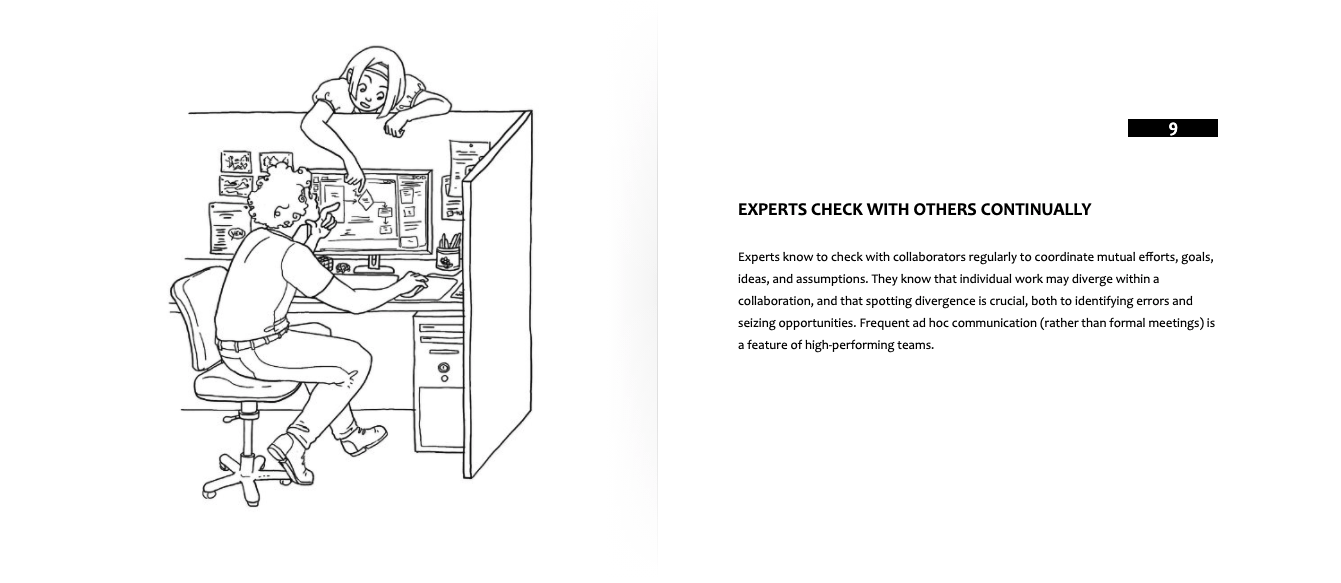 9
EXPERTS CHECK WITH OTHERS CONTINUALLY
Experts know to check with collaborators regularly to coordinate mutual efforts, goals,
ideas, and assumptions. They know that individual work may diverge within a
collaboration, and that spotting divergence is crucial, both to identifying errors and
seizing opportunities. Frequent ad hoc communication (rather than formal meetings) is
a feature of high-performing teams.